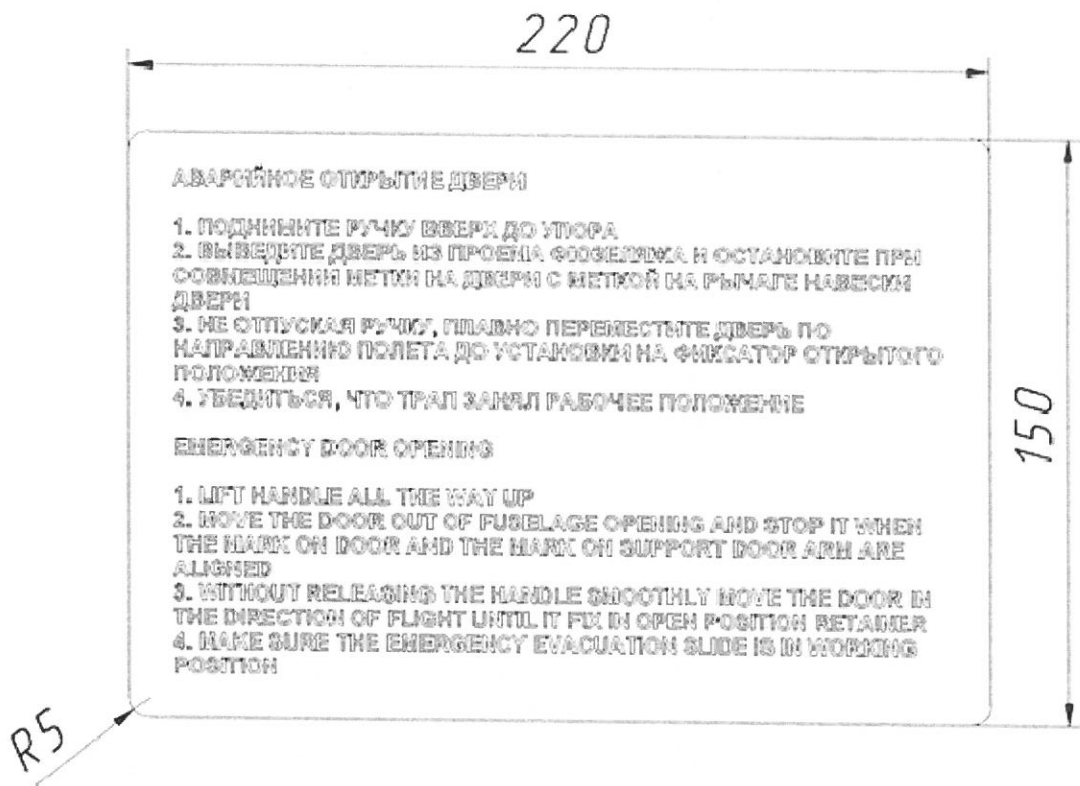 220
АВАРИЙНОЕ ОТКРЫТИЕ ДВЕРИ
1. ПОДНИМИТЕ РУЧКУ ВВЕРХ ДО УПОРА
2. ВЫВЕДИТЕ ДВЕРЬ ИЗ ПРОЕМА ФЮЗЕЛЯЖА И ОСТАНОВИТЕ ПРИ
СОВМЕЩЕНИИ МЕТКИ НА ДВЕРИ С МЕТКОЙ НА РЫЧАГЕ НАВЕСКИ
ДВЕРИ
3. НЕ ОТПУСКАЯ РУЧКУ, ПЛАВНО ПЕРЕМЕСТИТЕ ДВЕРЬ ПО
НАПРАВЛЕНИЮ ПОЛЕТА ДО УСТАНОВКИ НА ФИКСАТОР ОТКРЫТОГО
ПОЛОЖЕНИЯ
4. УБЕДИТЬСЯ, ЧТО ТРАП ЗАНЯЛ РАБОЧЕЕ ПОЛОЖЕНИЕ
EMERGENCY DOOR OPENING
1. LIFT HANDLE ALL THE WAY UP
2. MOVE THE DOOR OUT OF FUSELAGE OPENING AND STOP IT WHEN
THE MARK ON DOOR AND THE MARK ON SUPPORT DOOR ARM ARE
ALIGNED
3. WITHOUT RELEASING THE HANDLE SMOOTHLY MOVE THE DOOR IN
THE DIRECTION OF FLIGHT UNTIL IT FIX IN OPEN POSITION RETAINER
4. MAKE SURE THE EMERGENCY EVACUATION SLIDE IS IN WORKING
POSITION
150
R5